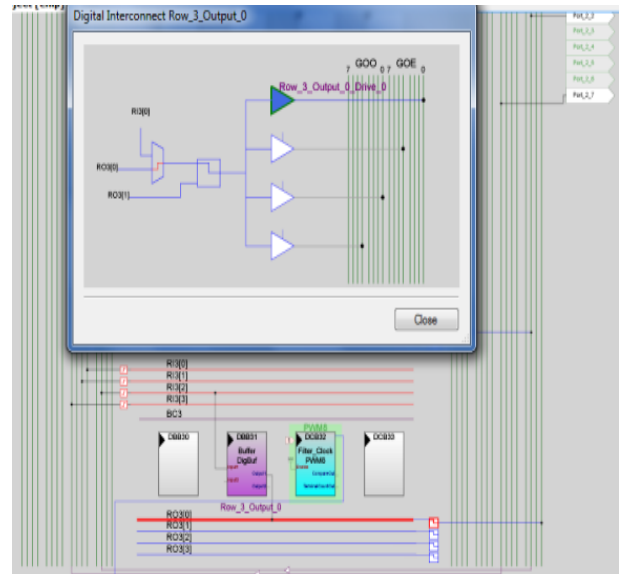 Digital Interconnect Row_3_Output_0
Port_2_2
Port_2_3
Port_2_4
Port_2_5
Port_2_6
Port_2_7
7 GOO 0 7 GOE 0
Row_3_Output_0_Drive_0
RI3[0]
RO3[0]
RO3[1]
Close
RI3[0]
RI3[1]
RI3[2]
RI3[3]
BC3
PWM8
DBB30
DBB31
DCB32
DCB33
Buffer
DigBuf
Filter_Clock
PWM8
Row_3_Output_0
RO3[0]
RO3[1]
RO3[2]
RO3[3]